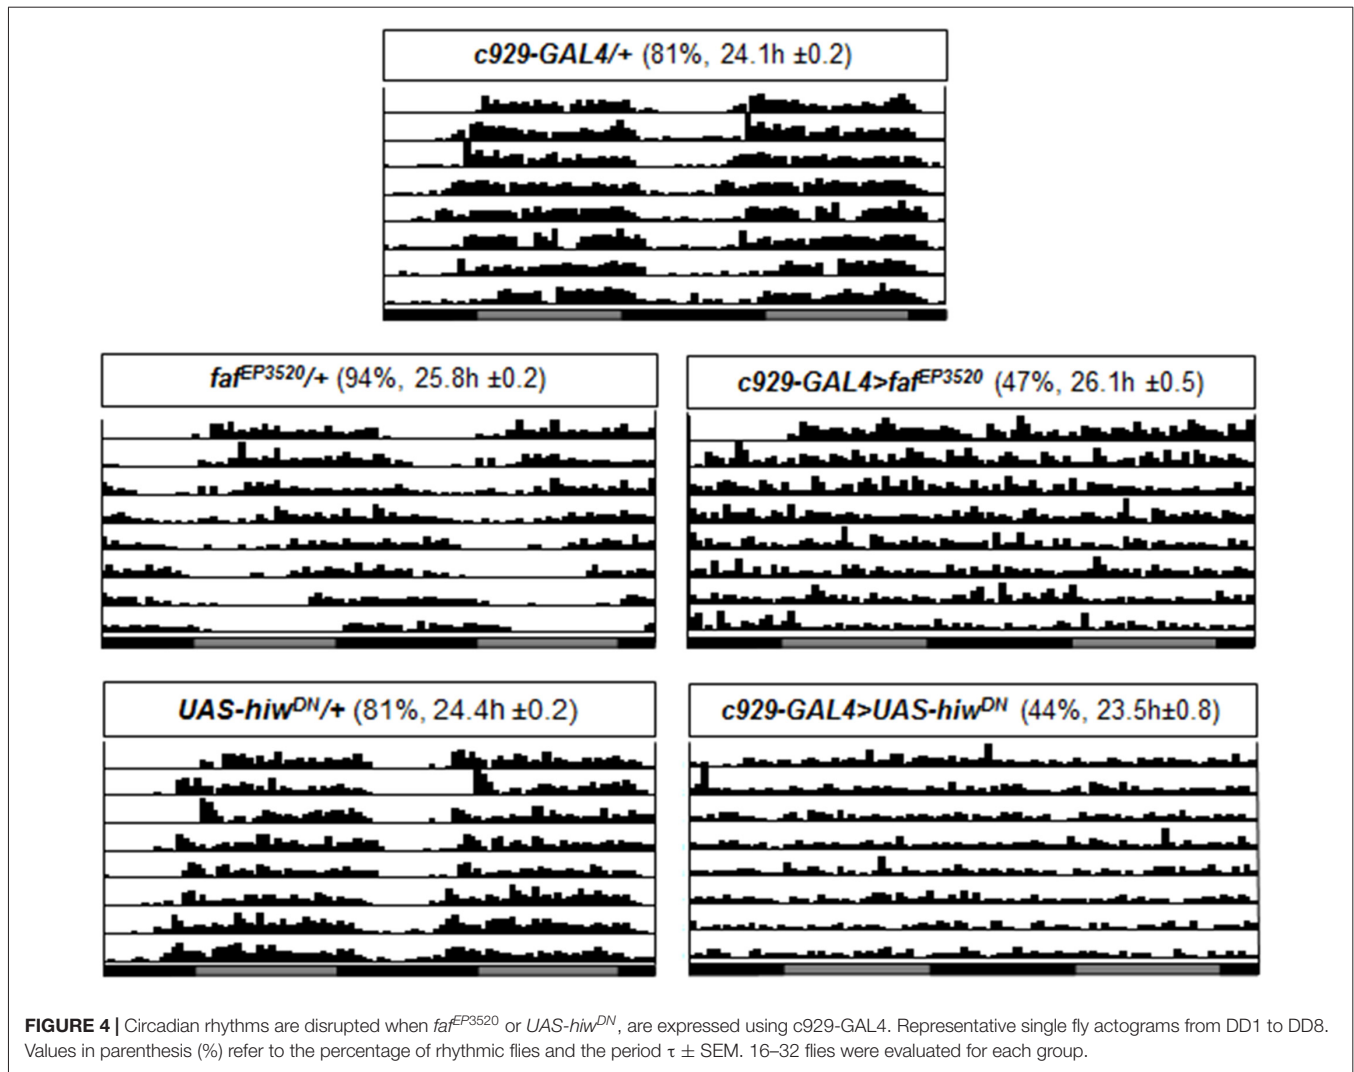 c929-GAL4/+ (81%, 24.1h ±0.2)
faf^EP3520/+ (94%, 25.8h ±0.2)
c929-GAL4>faf^EP3520 (47%, 26.1h ±0.5)
UAS-hiw^DN/+ (81%, 24.4h ±0.2)
c929-GAL4>UAS-hiw^DN (44%, 23.5h±0.8)
FIGURE 4 | Circadian rhythms are disrupted when faf^EP3520 or UAS-hiw^DN, are expressed using c929-GAL4. Representative single fly actograms from DD1 to DD8.
Values in parenthesis (%) refer to the percentage of rhythmic flies and the period τ ± SEM. 16–32 flies were evaluated for each group.